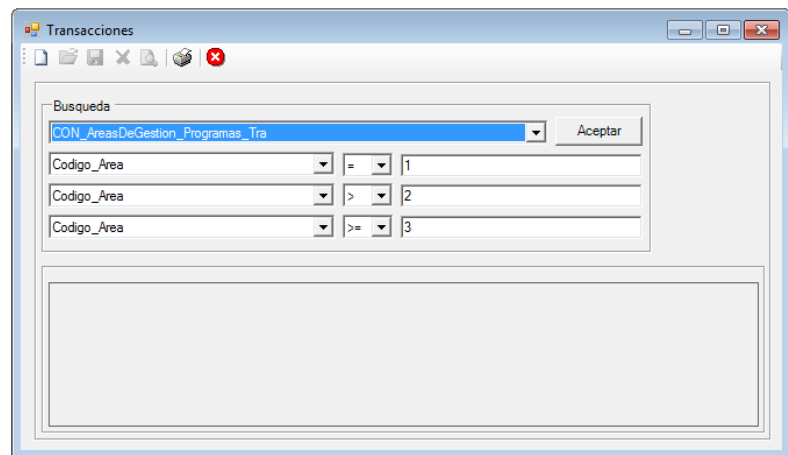 Transacciones
Busqueda
CON_AreasDeGestion_Programas_Tra Aceptar
Codigo_Area = 1
Codigo_Area > 2
Codigo_Area >= 3